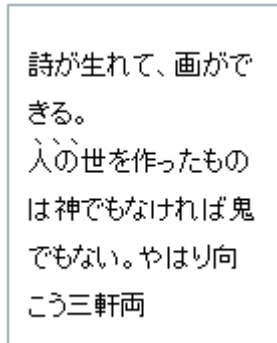 詩が生れて、画がで
きる。
人の世を作ったもの
は神でもなければ鬼
でもない。やはり向
こう三軒両